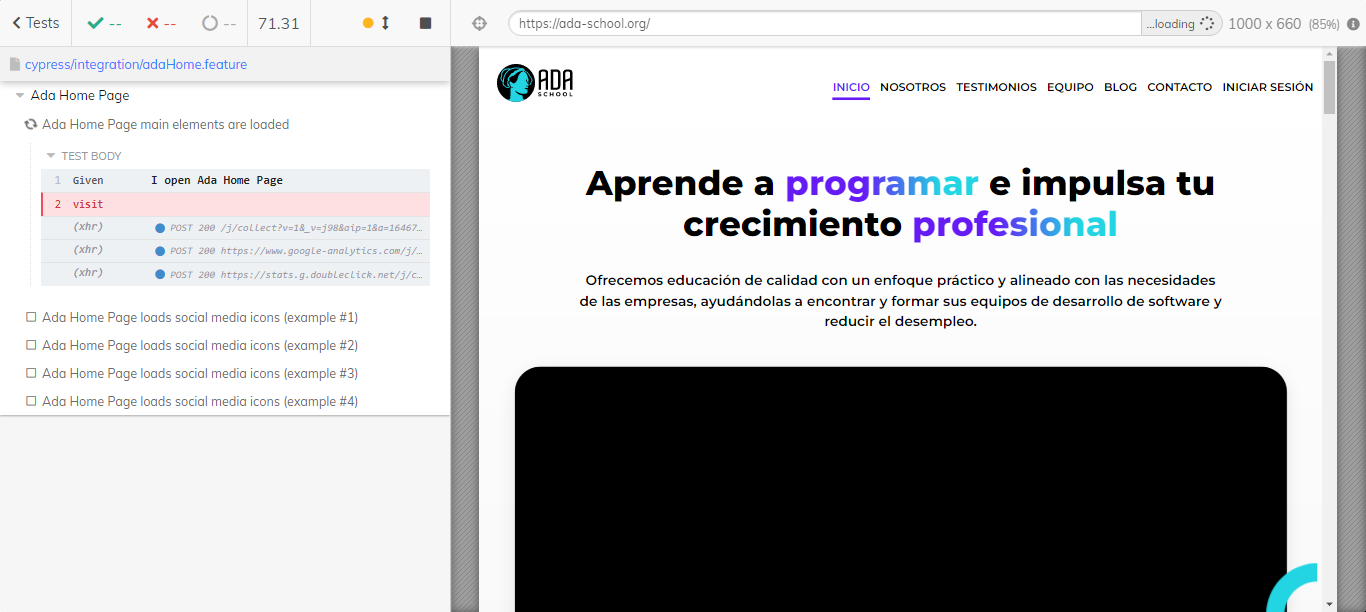 Tests
--
--
--
71.31
https://ada-school.org/
...loading
1000 x 660 (85%)
cypress/integration/adaHome.feature
Ada Home Page
Ada Home Page main elements are loaded
TEST BODY
1 Given I open Ada Home Page
2 visit
(xhr) POST 200 /j/collect?v=1&_v=j98&aip=1&a=16467...
(xhr) POST 200 https://www.google-analytics.com/j/...
(xhr) POST 200 https://stats.g.doubleclick.net/j/c...
Ada Home Page loads social media icons (example #1)
Ada Home Page loads social media icons (example #2)
Ada Home Page loads social media icons (example #3)
Ada Home Page loads social media icons (example #4)
ADA
SCHOOL
INICIO NOSOTROS TESTIMONIOS EQUIPO BLOG CONTACTO INICIAR SESIÓN
Aprende a programar e impulsa tu
crecimiento profesional
Ofrecemos educación de calidad con un enfoque práctico y alineado con las necesidades
de las empresas, ayudándolas a encontrar y formar sus equipos de desarrollo de software y
reducir el desempleo.